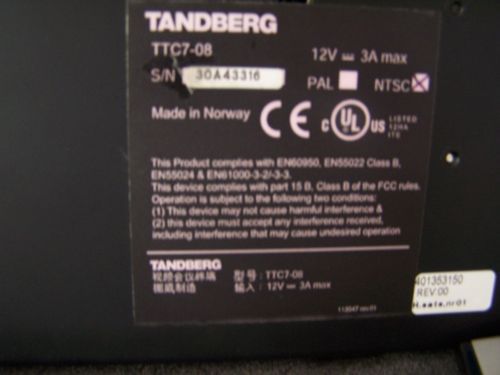 TANDBERG
TTC7-08 12V 3A max
S/N 30A43316 PAL NTSC
Made in Norway CE C UL US LISTED
ITE
This Product complies with EN60950, EN55022 Class B,
EN55024 & EN61000-3-2/-3-3.
This device complies with part 15 B, Class B of the FCC rules.
Operation is subject to the following two conditions:
(1) This device may not cause harmful interference &
(2) this device must accept any interference received,
including interference that may cause undesired operation
TANDBERG
视频会议终端 型号: TTC7-08
挪威制造 输入: 12V 3A max
401353150
REV:00